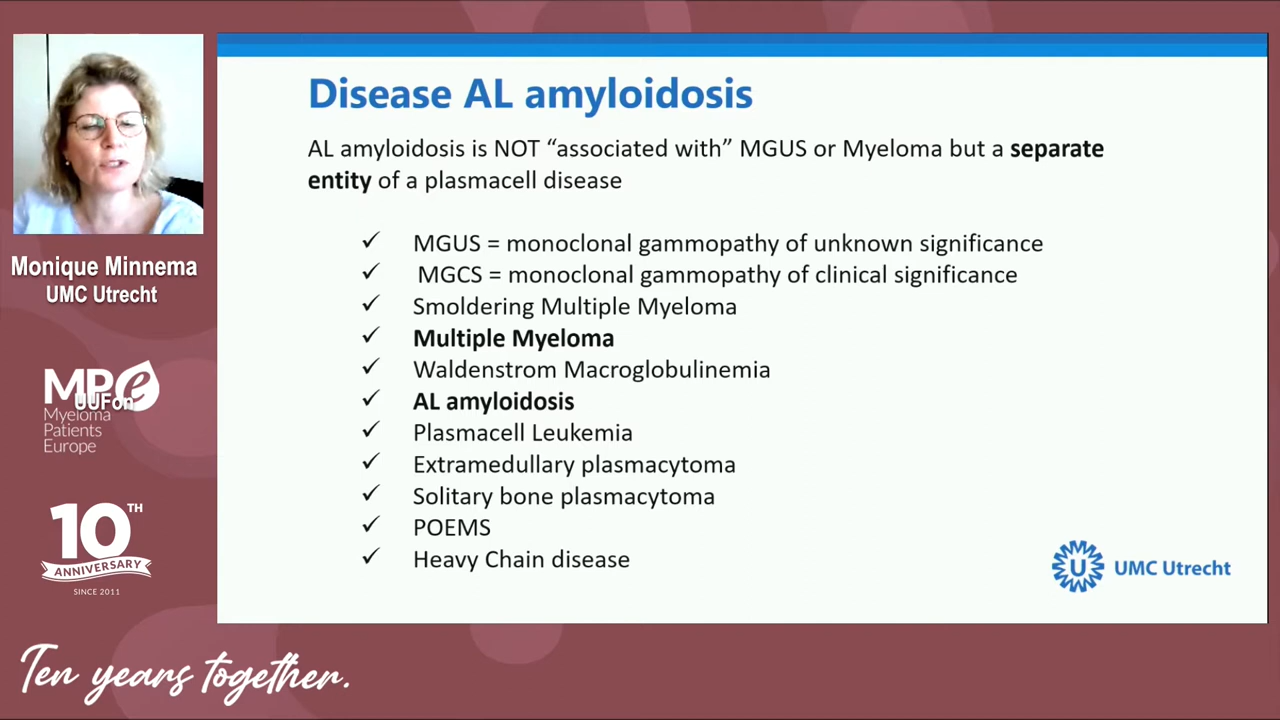 Disease AL amyloidosis
AL amyloidosis is NOT “associated with” MGUS or Myeloma but a separate
entity of a plasmacell disease
✓ MGUS = monoclonal gammopathy of unknown significance
✓ MGCS = monoclonal gammopathy of clinical significance
✓ Smoldering Multiple Myeloma
✓ Multiple Myeloma
✓ Waldenstrom Macroglobulinemia
✓ AL amyloidosis
✓ Plasmacell Leukemia
✓ Extramedullary plasmacytoma
✓ Solitary bone plasmacytoma
✓ POEMS
✓ Heavy Chain disease
UMC Utrecht
Monique Minnema
UMC Utrecht
MPe
UUFon
Myeloma
Patients
Europe
10TH
ANNIVERSARY
SINCE 2011
Ten years together.